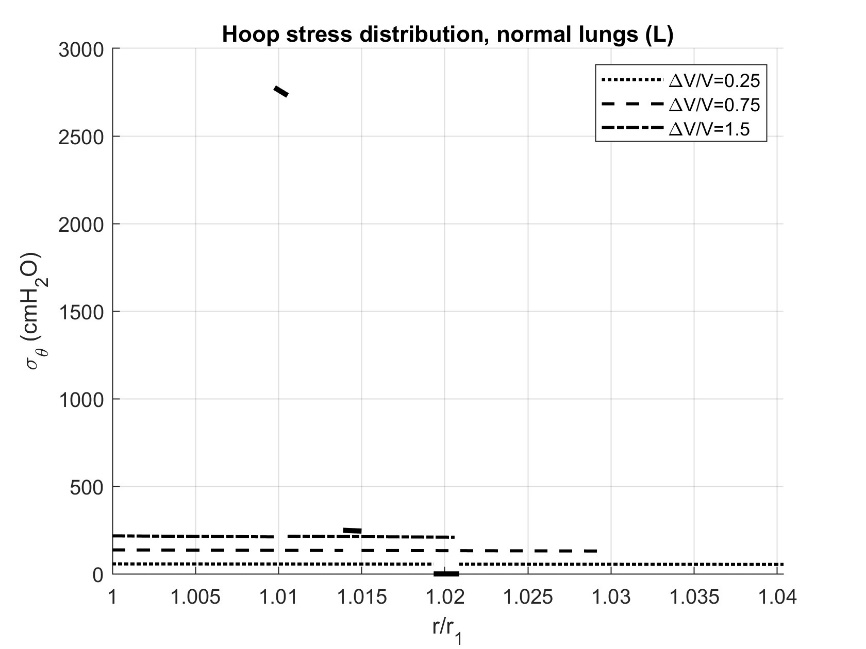 Hoop stress distribution, normal lungs (L)
3000
2500
2000
1500
1000
500
0
σθ (cmH2O)
ΔV/V=0.25
ΔV/V=0.75
ΔV/V=1.5
1 1.005 1.01 1.015 1.02 1.025 1.03 1.035 1.04
r/r1